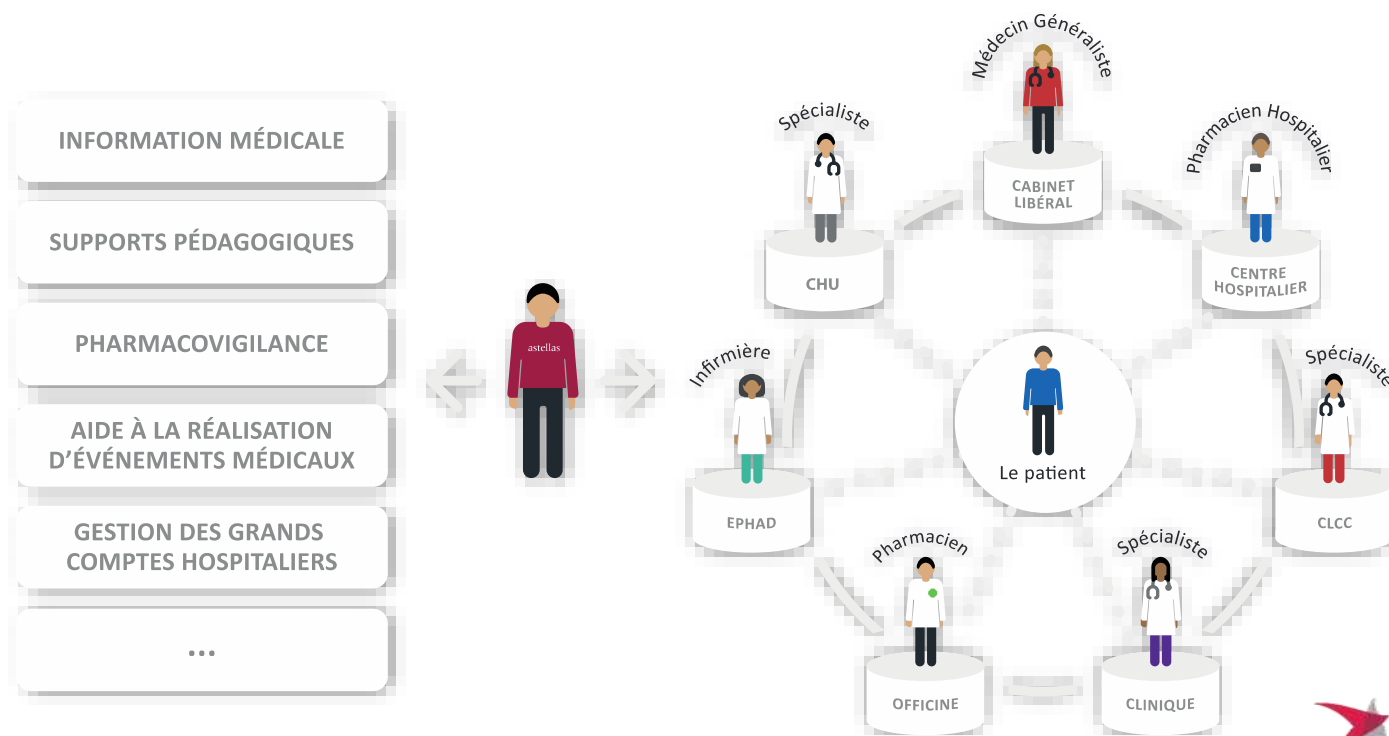 INFORMATION MÉDICALE
SUPPORTS PÉDAGOGIQUES
PHARMACOVIGILANCE
AIDE À LA RÉALISATION
D’ÉVÉNEMENTS MÉDICAUX
GESTION DES GRANDS
COMPTES HOSPITALIERS
...
astellas
Médecin Généraliste
CABINET
LIBÉRAL
Spécialiste
CHU
Pharmacien Hospitalier
CENTRE
HOSPITALIER
Infirmière
EPHAD
Le patient
Spécialiste
CLCC
Pharmacien
OFFICINE
Spécialiste
CLINIQUE